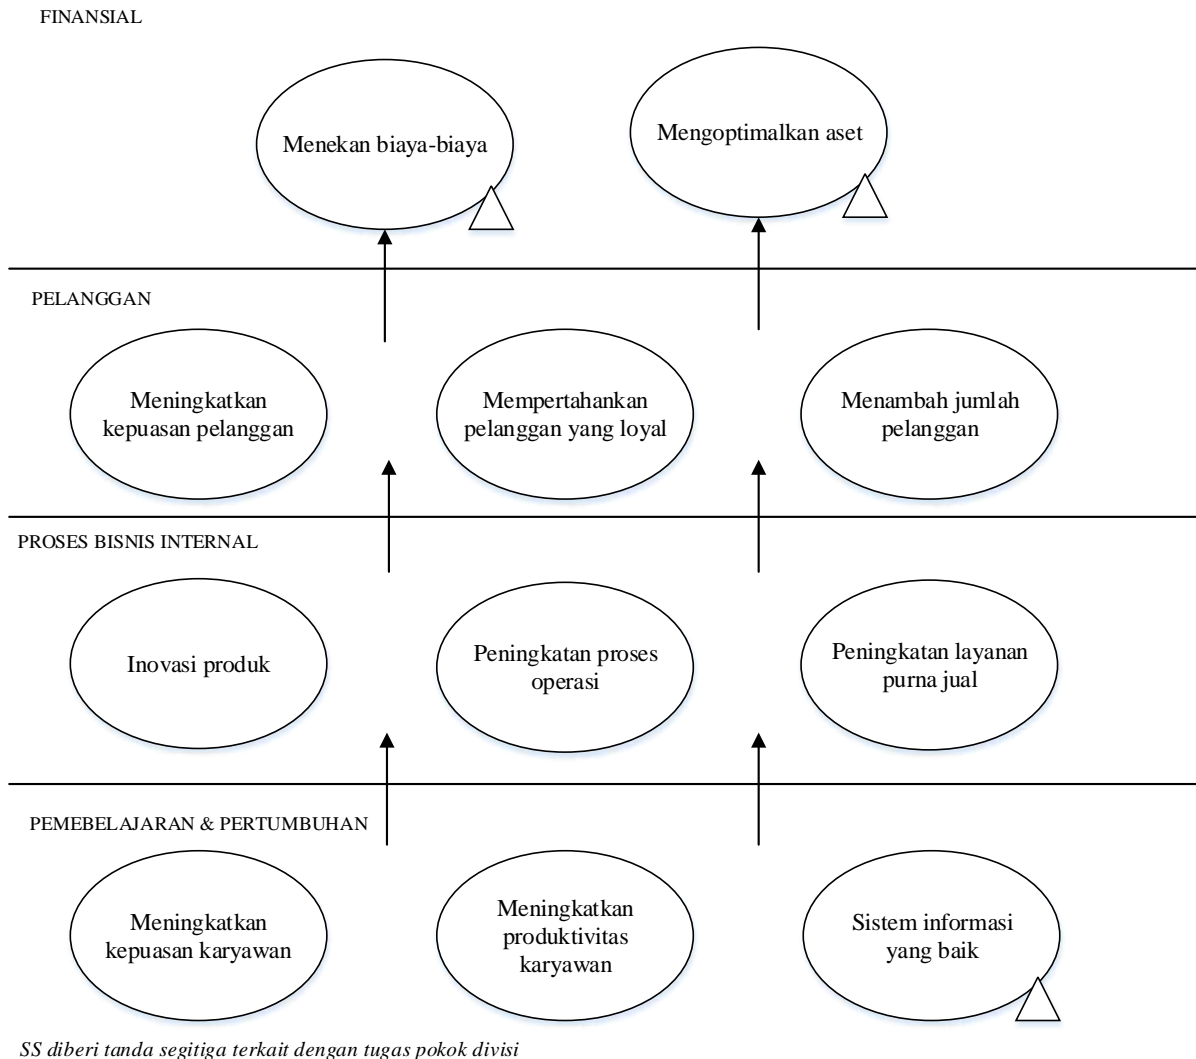 FINANSIAL
Menekan biaya-biaya
Mengoptimalkan aset
PELANGGAN
Meningkatkan
kepuasan pelanggan
Mempertahankan
pelanggan yang loyal
Menambah jumlah
pelanggan
PROSES BISNIS INTERNAL
Inovasi produk
Peningkatan proses
operasi
Peningkatan layanan
purna jual
PEMEBELAJARAN & PERTUMBUHAN
Meningkatkan
kepuasan karyawan
Meningkatkan
produktivitas
karyawan
Sistem informasi
yang baik
SS diberi tanda segitiga terkait dengan tugas pokok divisi